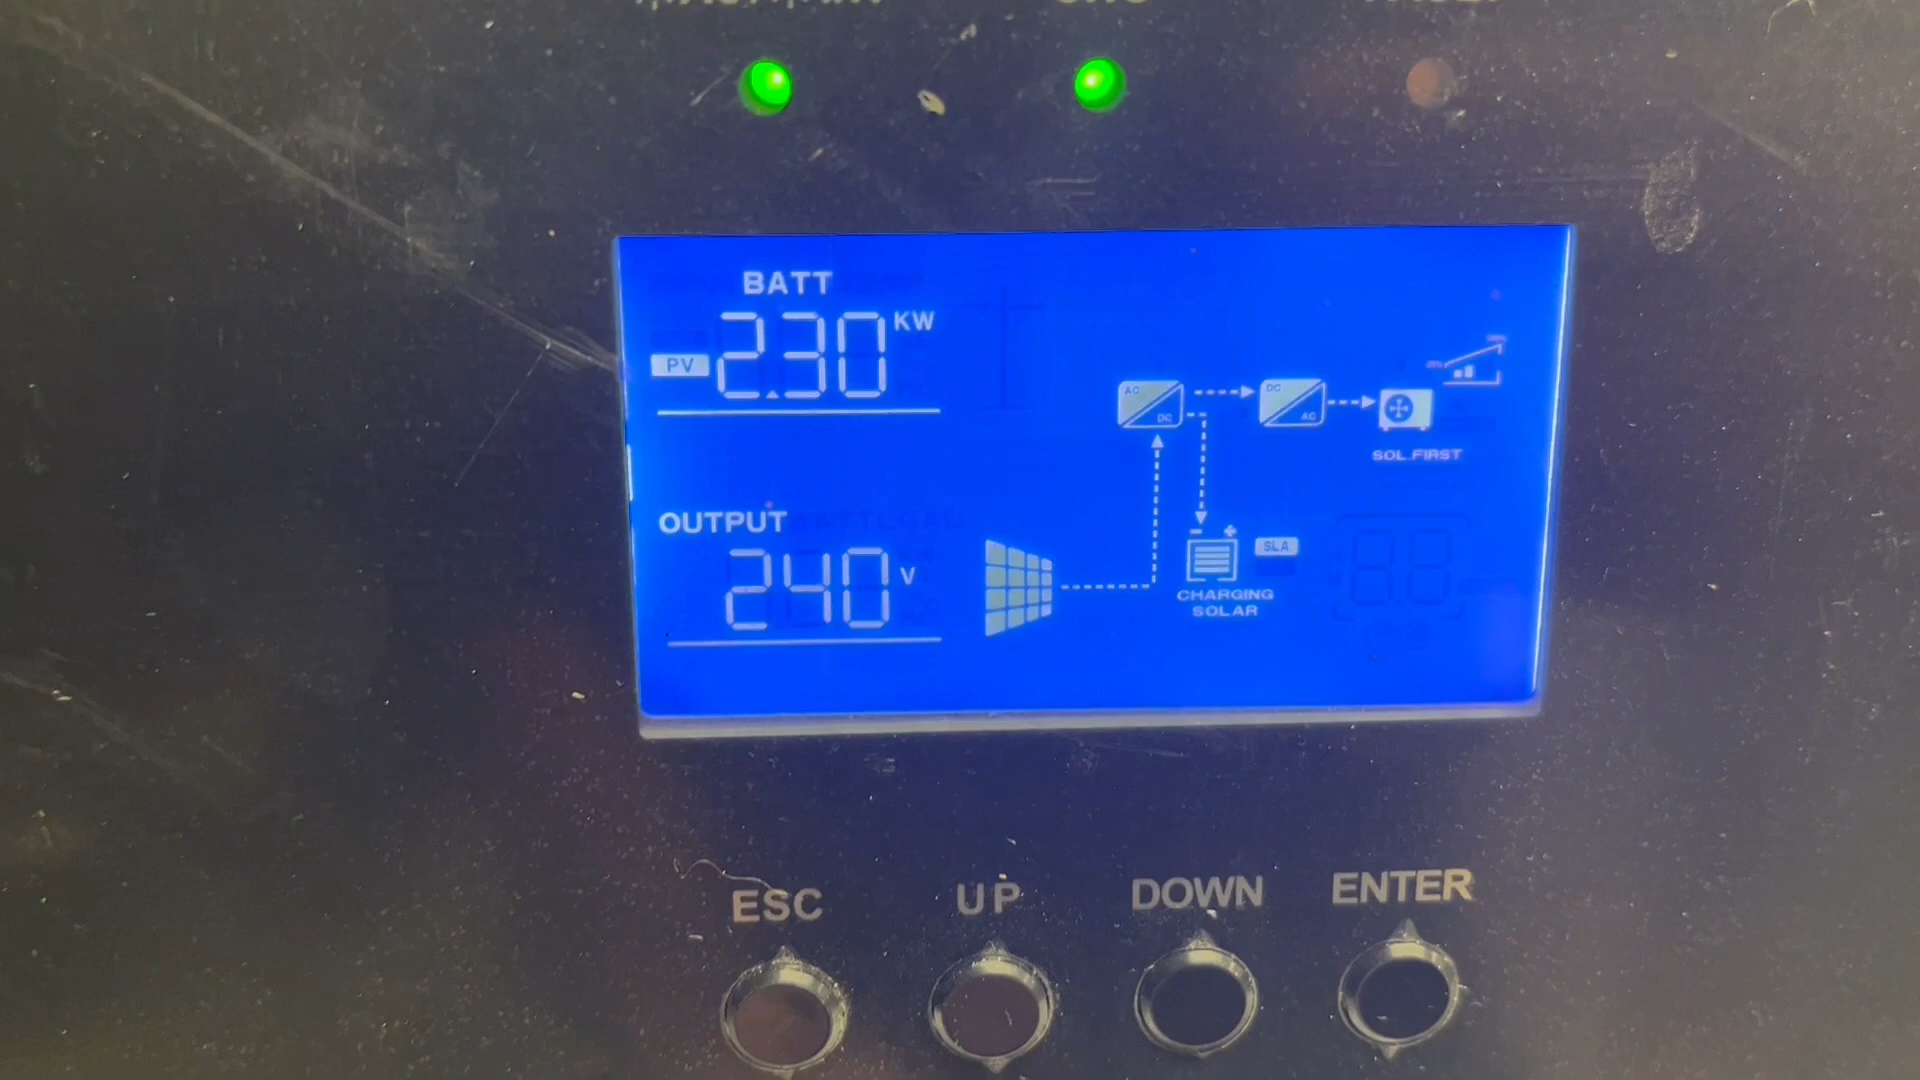 BATT
PV 2.30 KW
OUTPUT
240 V
AC
DC
DC
AC
SOL.FIRST
- +
SLA
CHARGING
SOLAR
ESC UP DOWN ENTER